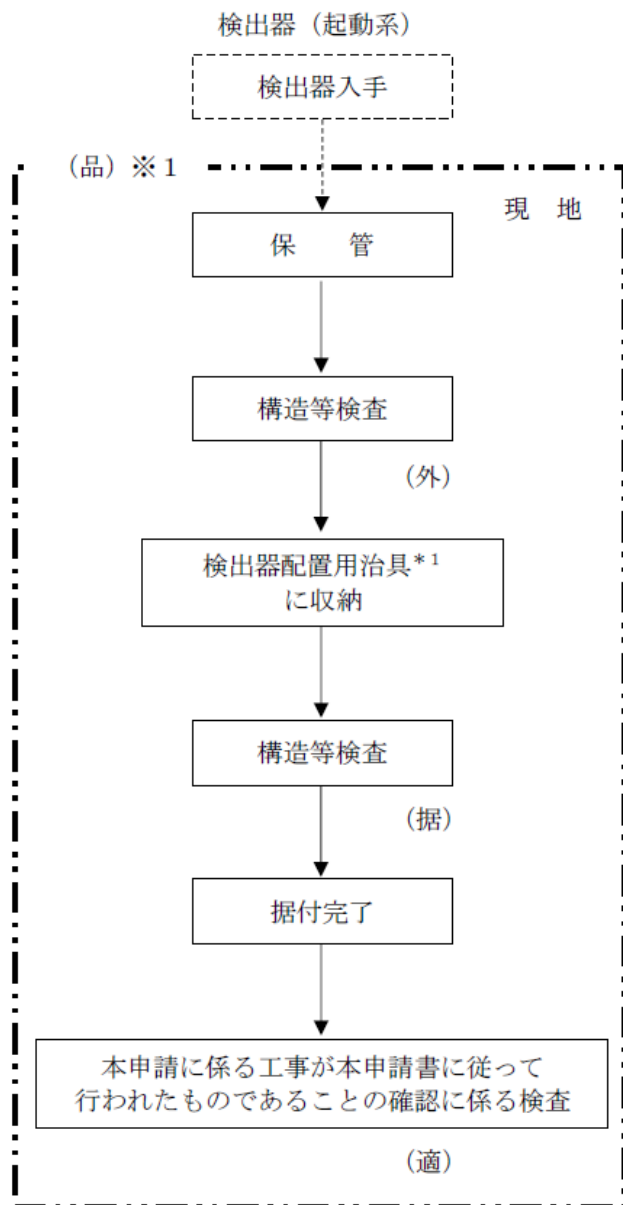 検出器（起動系）
検出器入手
（品）※１
現　地
保　　管
構造等検査
（外）
検出器配置用治具＊１
に収納
構造等検査
（据）
据付完了
本申請に係る工事が本申請書に従って
行われたものであることの確認に係る検査
（適）